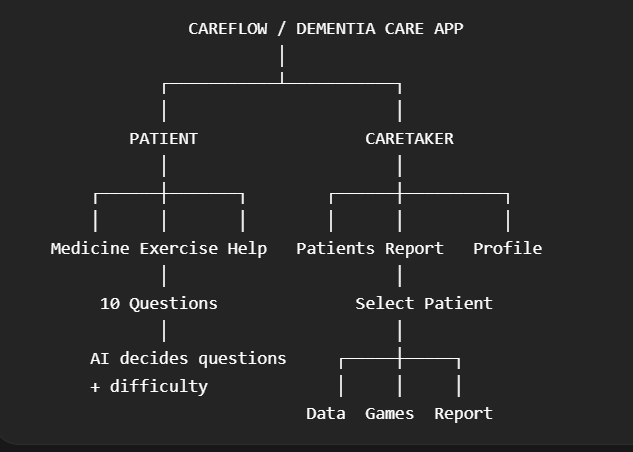 CAREFLOW / DEMENTIA CARE APP
PATIENT CARETAKER
Medicine Exercise Help Patients Report Profile
10 Questions Select Patient
AI decides questions
+ difficulty
Data Games Report